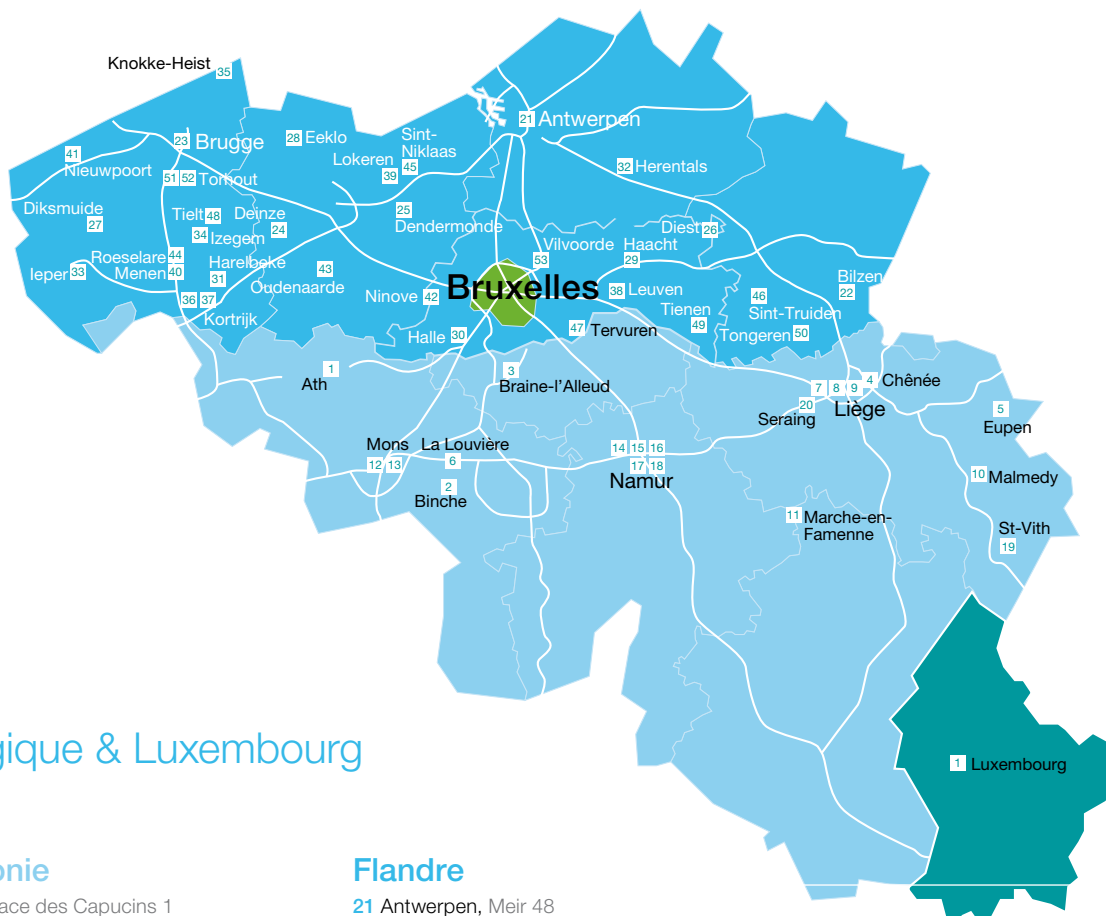 Knokke-Heist 35
21 Antwerpen
23 Brugge
28 Eeklo
Sint-
Niklaas
45
Lokeren
39
41
Nieuwpoort
51 52 Torhout
32 Herentals
Diksmuide
27
Tielt 48
Deinze
24
25
Dendermonde
34 Izegem
Diest 26
Roeselare 44
Menen 40
Harelbeke
31
Ieper 33
43
Oudenaarde
Vilvoorde
53
Haacht
29
Bruxelles
Bilzen
22
36 37
Kortrijk
Ninove 42
38 Leuven
46
Sint-Truiden
Tienen
49
Halle 30
47 Tervuren
Tongeren 50
1
Ath
3
Braine-l’Alleud
7 8 9
Liège
4 Chênée
20
Seraing
5
Eupen
Mons
12 13
La Louvière
6
2
Binche
14 15 16
17 18
Namur
10 Malmedy
11 Marche-en-
Famenne
St-Vith
19
gique & Luxembourg
1 Luxembourg
onie
ace des Capucins 1
Flandre
21 Antwerpen, Meir 48